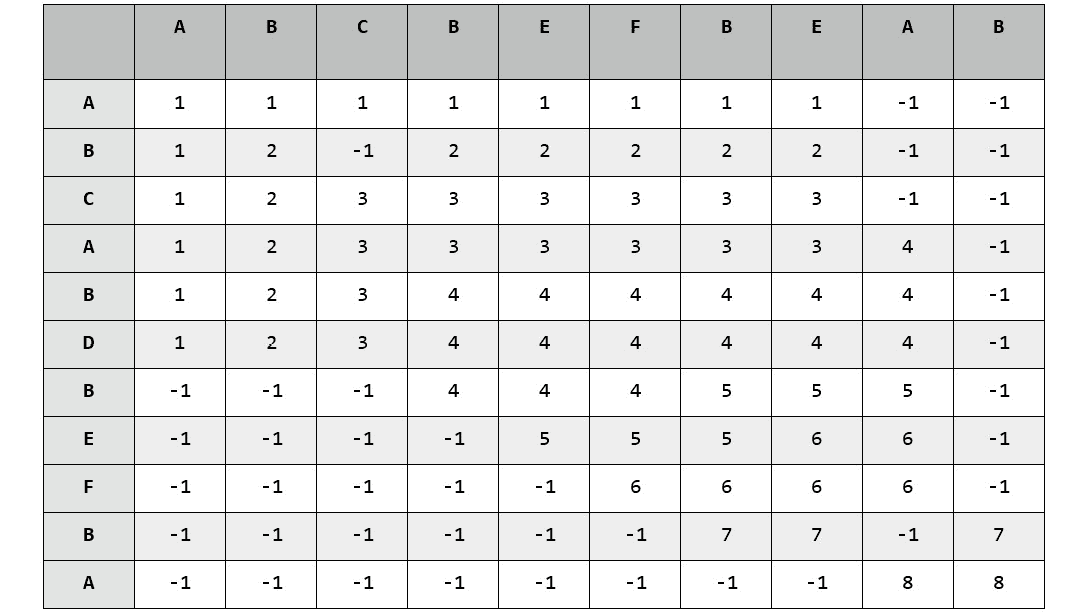 A B C B E F B E A B
A 1 1 1 1 1 1 1 1 -1 -1
B 1 2 -1 2 2 2 2 2 -1 -1
C 1 2 3 3 3 3 3 3 -1 -1
A 1 2 3 3 3 3 3 3 4 -1
B 1 2 3 4 4 4 4 4 4 -1
D 1 2 3 4 4 4 4 4 4 -1
B -1 -1 -1 4 4 4 5 5 5 -1
E -1 -1 -1 -1 5 5 5 6 6 -1
F -1 -1 -1 -1 -1 6 6 6 6 -1
B -1 -1 -1 -1 -1 -1 7 7 -1 7
A -1 -1 -1 -1 -1 -1 -1 -1 8 8